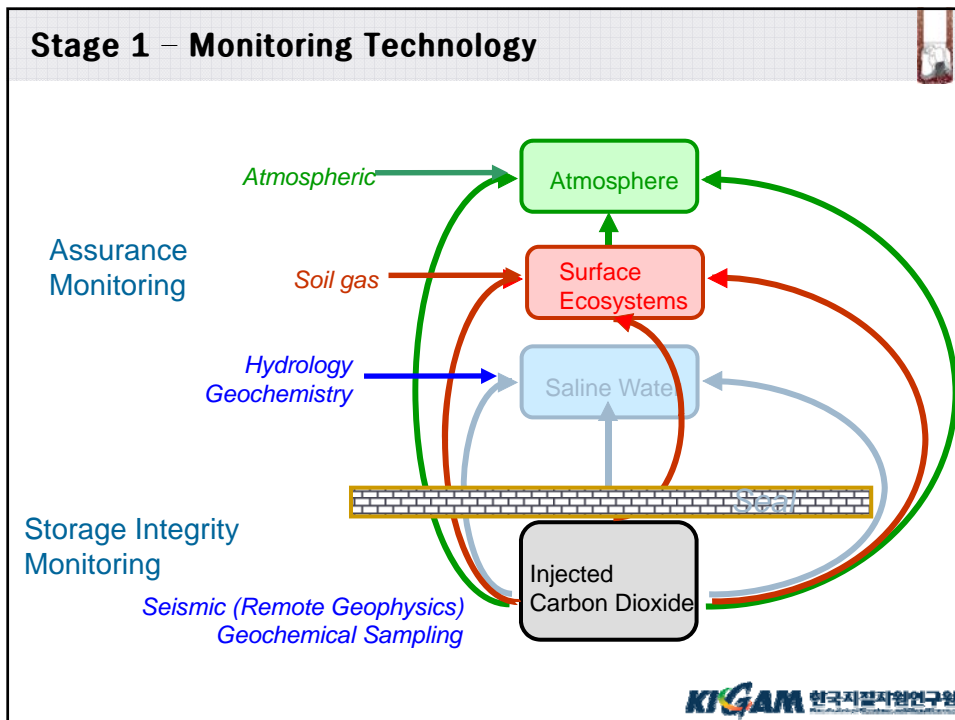 Stage 1 – Monitoring Technology
Atmospheric
Atmosphere
Assurance
Monitoring
Soil gas
Surface
Ecosystems
Hydrology
Geochemistry
Saline Water
Seal
Storage Integrity
Monitoring
Injected
Carbon Dioxide
Seismic (Remote Geophysics)
Geochemical Sampling
KIGAM 한국지질자원연구원